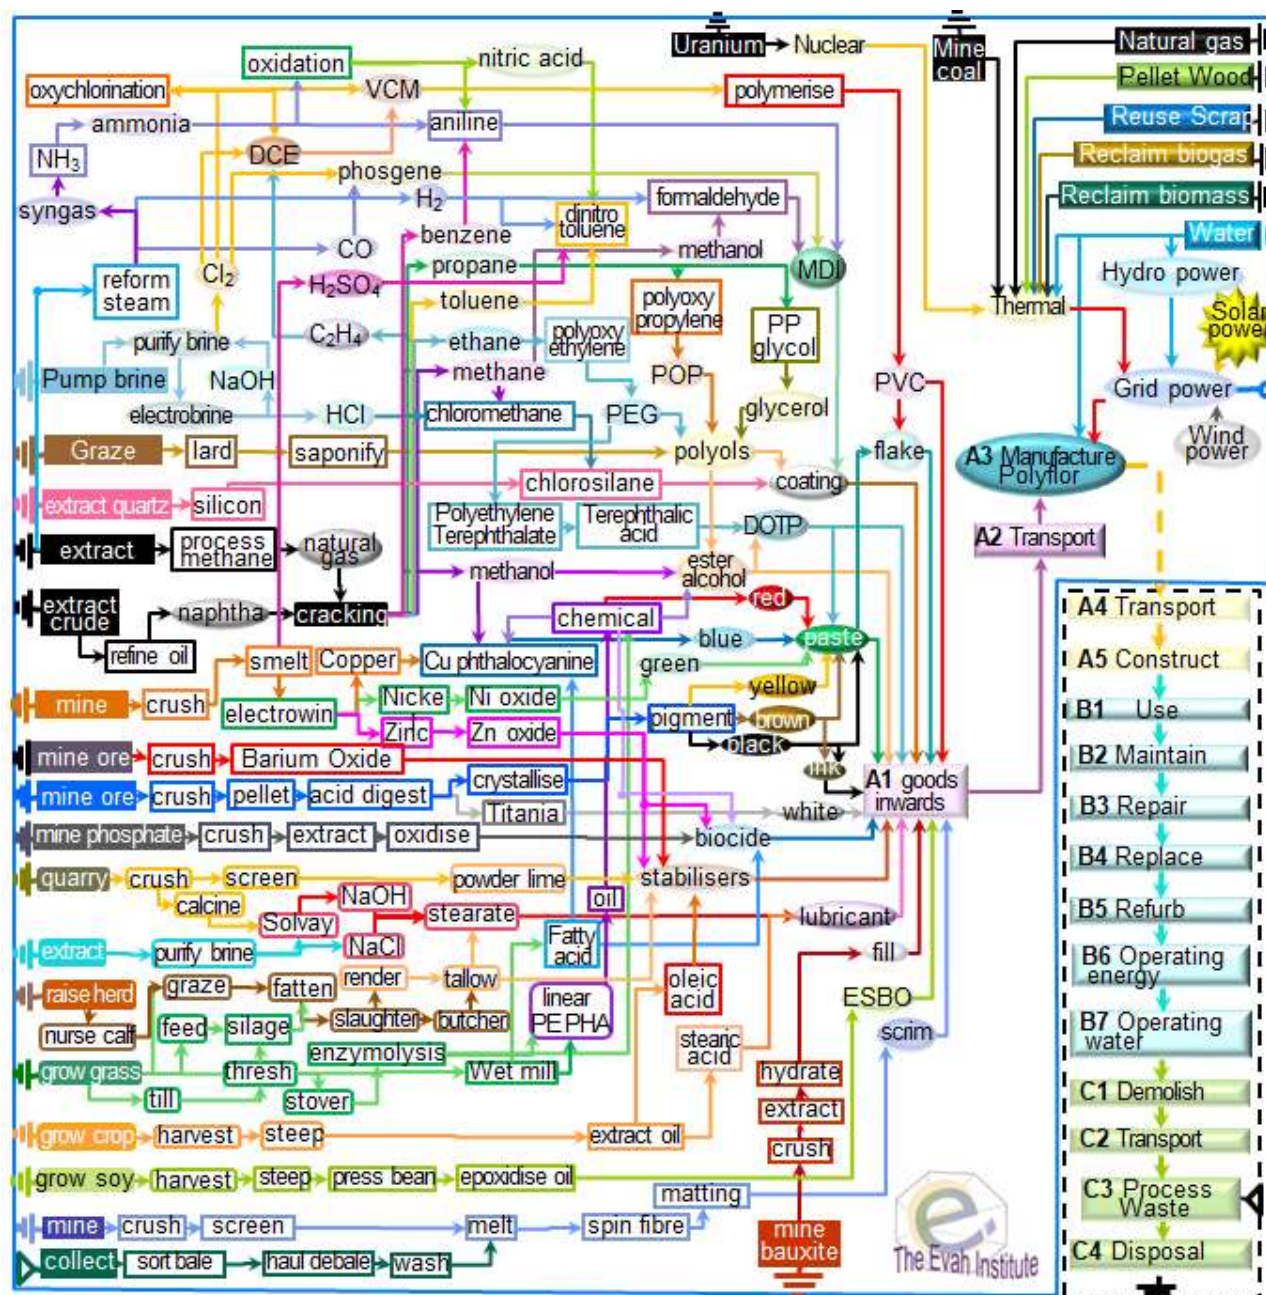 Uranium
Nuclear
Mine
coal
Natural gas
Pellet Wood
Reuse Scrap
Reclaim biogas
Reclaim biomass
Water
Hydro power
Solar
power
Thermal
Grid power
Wind
power
oxidation
nitric acid
oxychlorination
VCM
polymerise
ammonia
aniline
NH3
DCE
phosgene
syngas
H2
formaldehyde
dinitro
toluene
CO
benzene
methanol
reform
steam
Cl2
H2SO4
propane
MDI
toluene
polyoxy
propylene
PP
glycol
purify brine
C2H4
ethane
polyoxy
ethylene
Pump brine
NaOH
methane
POP
PVC
electrobrine
HCl
chloromethane
PEG
glycerol
Graze
lard
saponify
polyols
flake
A3 Manufacture
Polyflor
extract quartz
silicon
chlorosilane
coating
Polyethylene
Terephthalate
Terephthalic
acid
DOTP
A2 Transport
extract
process
methane
natural
gas
methanol
ester
alcohol
extract
crude
naphtha
cracking
chemical
red
refine oil
smelt
Copper
Cu phthalocyanine
blue
paste
green
mine
crush
electrowin
Nicke
Ni oxide
yellow
Zinc
Zn oxide
pigment
brown
black
ink
mine ore
crush
Barium Oxide
A1 goods
inwards
mine ore
crush
pellet
acid digest
crystallise
Titania
white
mine phosphate
crush
extract
oxidise
biocide
quarry
crush
screen
powder lime
stabilisers
calcine
NaOH
oil
Solvay
stearate
lubricant
extract
purify brine
NaCl
Fatty
acid
fill
raise herd
graze
fatten
render
tallow
linear
PE PHA
oleic
acid
ESBO
nurse calf
feed
silage
slaughter
butcher
scrim
enzymolysis
stearic
acid
grow grass
thresh
Wet mill
hydrate
till
stover
extract
grow crop
harvest
steep
extract oil
crush
grow soy
harvest
steep
press bean
epoxidise oil
matting
mine
crush
screen
melt
spin fibre
mine
bauxite
collect
sort bale
haul debale
wash
The Evah Institute
A4 Transport
A5 Construct
B1 Use
B2 Maintain
B3 Repair
B4 Replace
B5 Refurb
B6 Operating
energy
B7 Operating
water
C1 Demolish
C2 Transport
C3 Process
Waste
C4 Disposal